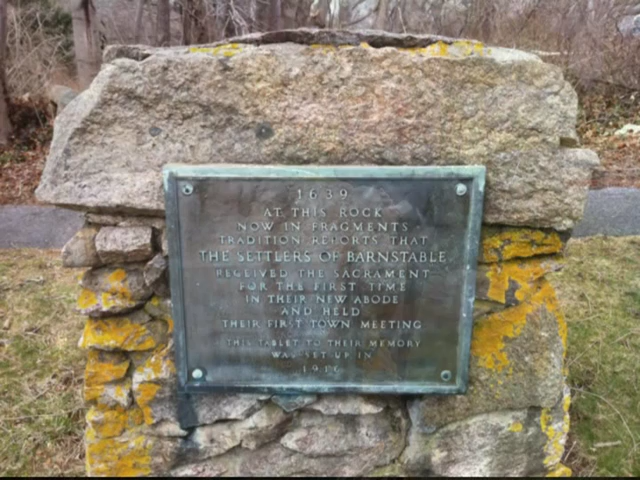 1639
AT THIS ROCK
NOW IN FRAGMENTS
TRADITION REPORTS THAT
THE SETTLERS OF BARNSTABLE
RECEIVED THE SACRAMENT
FOR THE FIRST TIME
IN THEIR NEW ABODE
AND HELD
THEIR FIRST TOWN MEETING
THIS TABLET TO THEIR MEMORY
WAS SET UP IN
1916